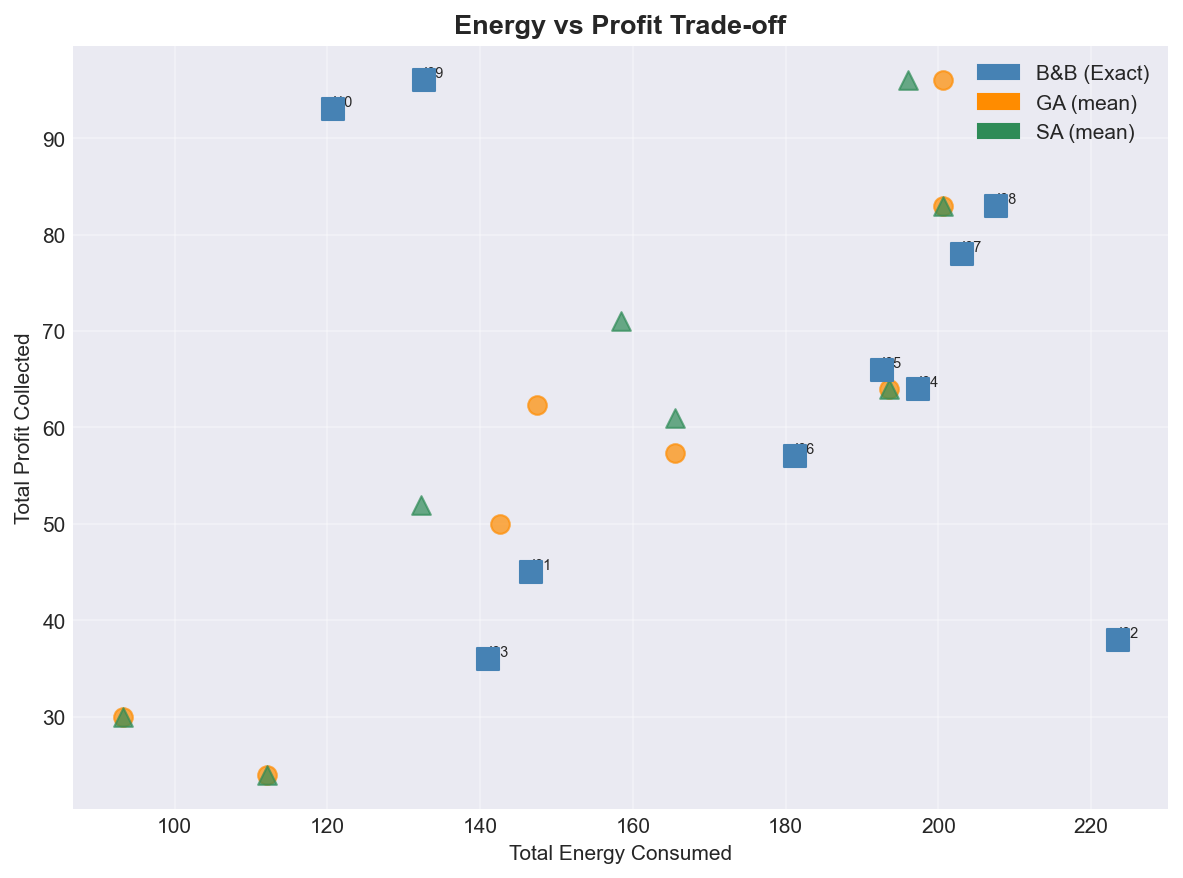 Energy vs Profit Trade-off
B&B (Exact)
GA (mean)
SA (mean)
90
80
70
60
50
40
30
Total Profit Collected
100
120
140
160
180
200
220
Total Energy Consumed